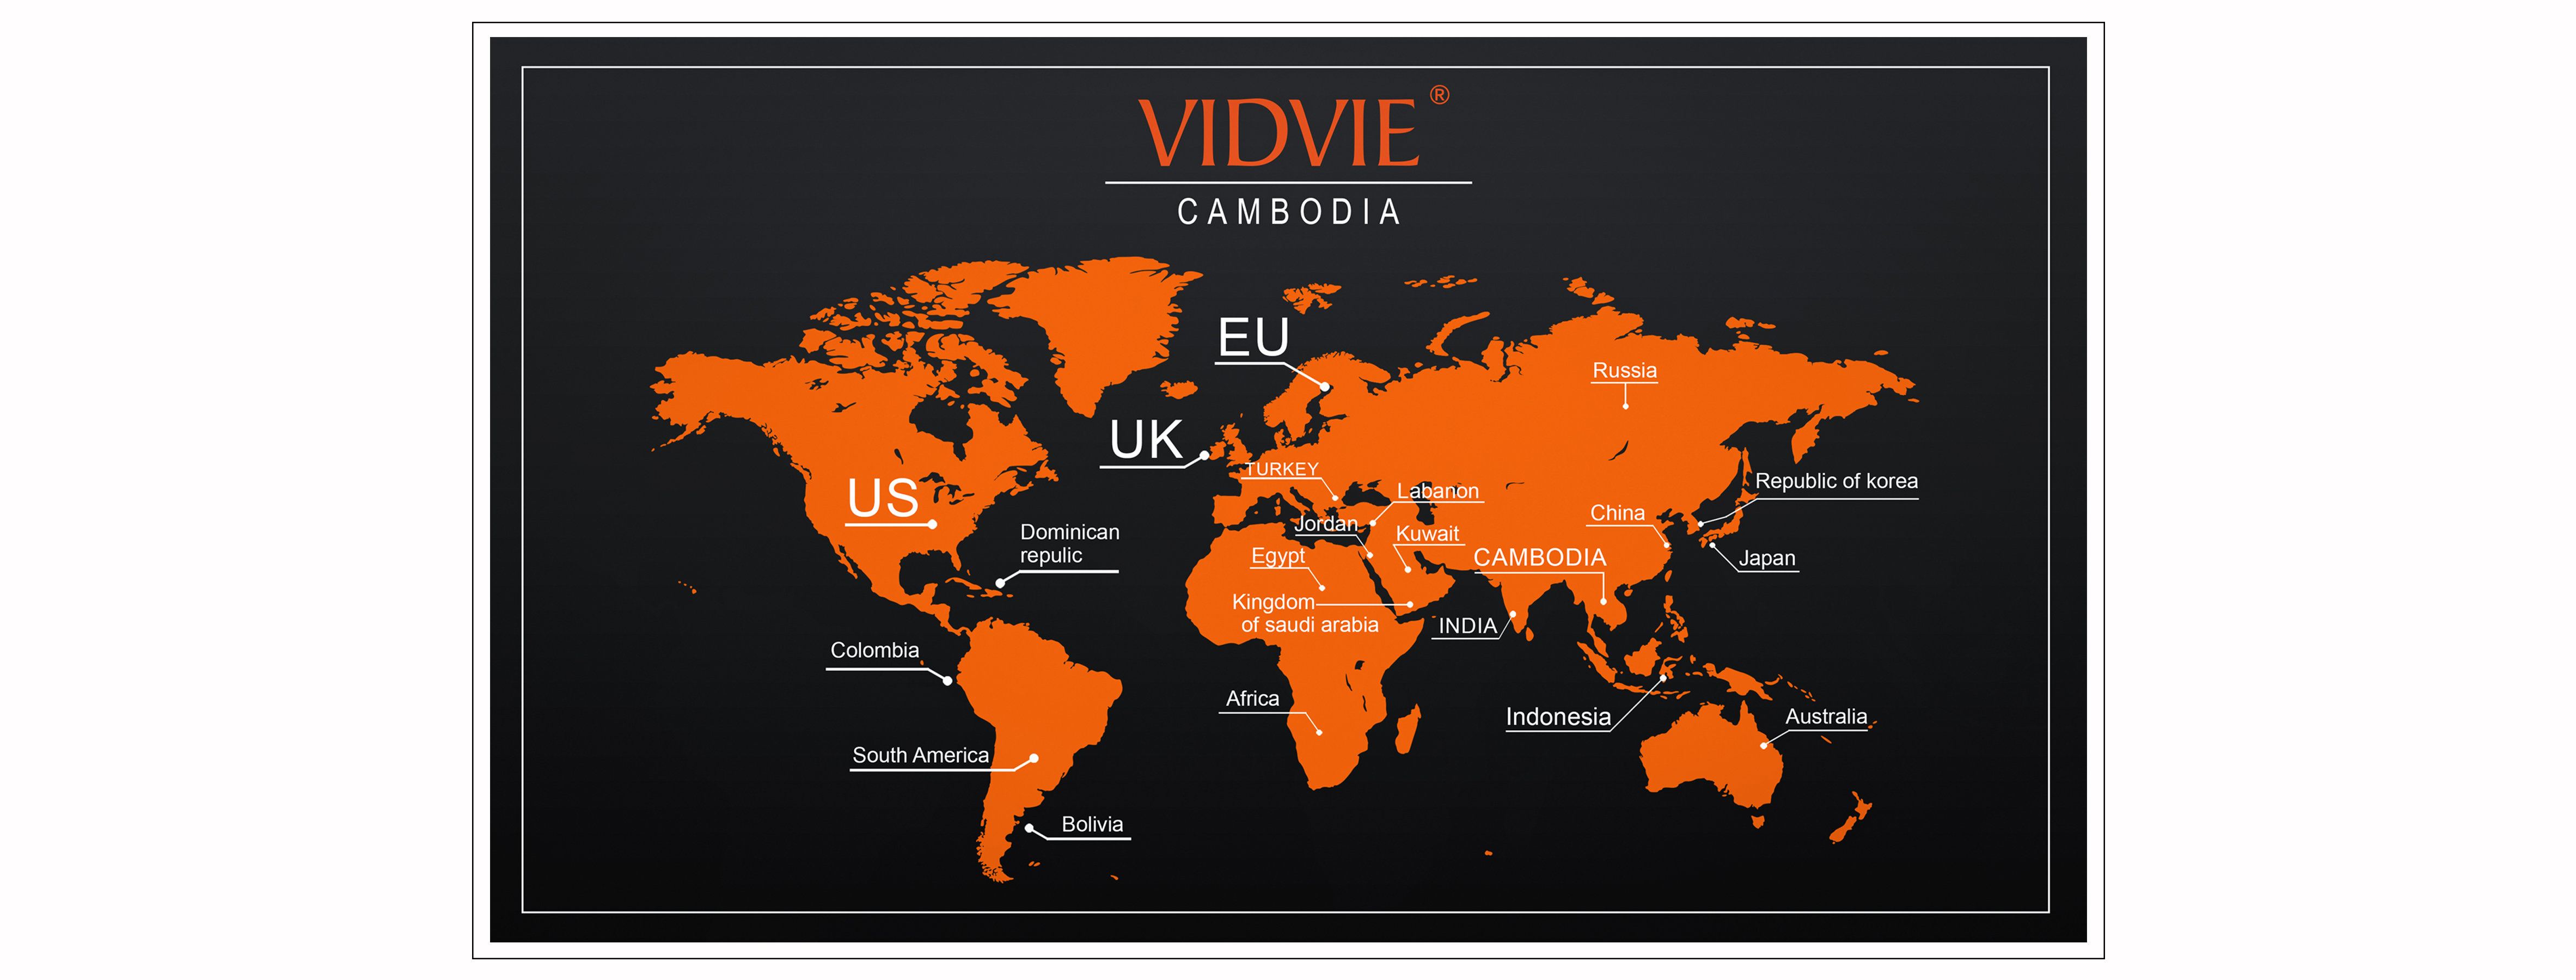 VIDVIE®
CAMBODIA
EU
Russia
UK
TURKEY
Republic of korea
US
Labanon
China
Dominican
repulic
Jordan
Kuwait
Egypt
CAMBODIA
Japan
Kingdom
of saudi arabia
INDIA
Colombia
Africa
Indonesia
Australia
South America
Bolivia